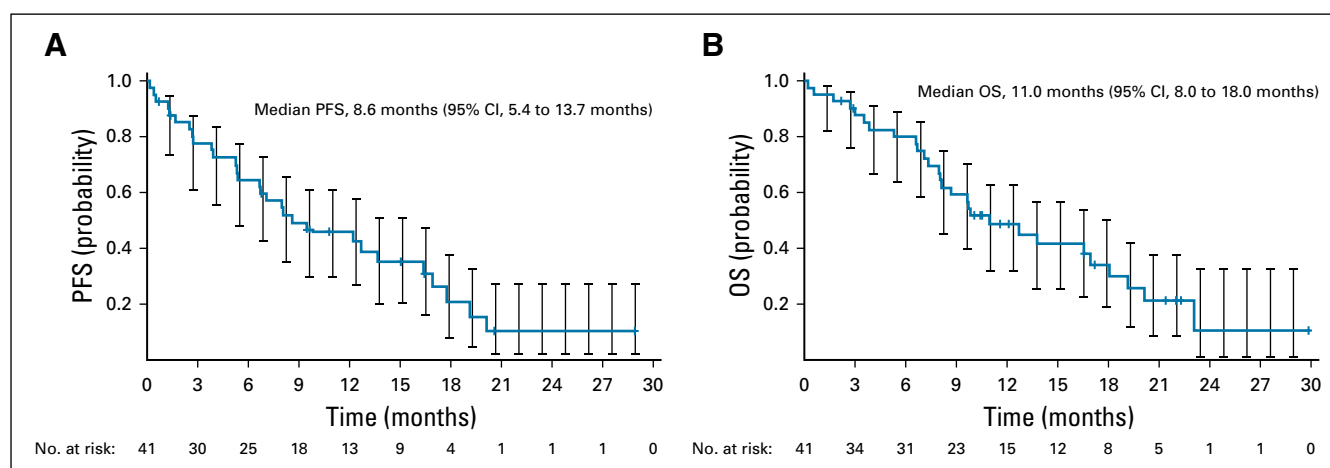 A
PFS (probability)
1.0
0.8
0.6
0.4
0.2
Median PFS, 8.6 months (95% CI, 5.4 to 13.7 months)
0 3 6 9 12 15 18 21 24 27 30
Time (months)
No. at risk: 41 30 25 18 13 9 4 1 1 1 0
B
OS (probability)
1.0
0.8
0.6
0.4
0.2
Median OS, 11.0 months (95% CI, 8.0 to 18.0 months)
0 3 6 9 12 15 18 21 24 27 30
Time (months)
No. at risk: 41 34 31 23 15 12 8 5 1 1 0